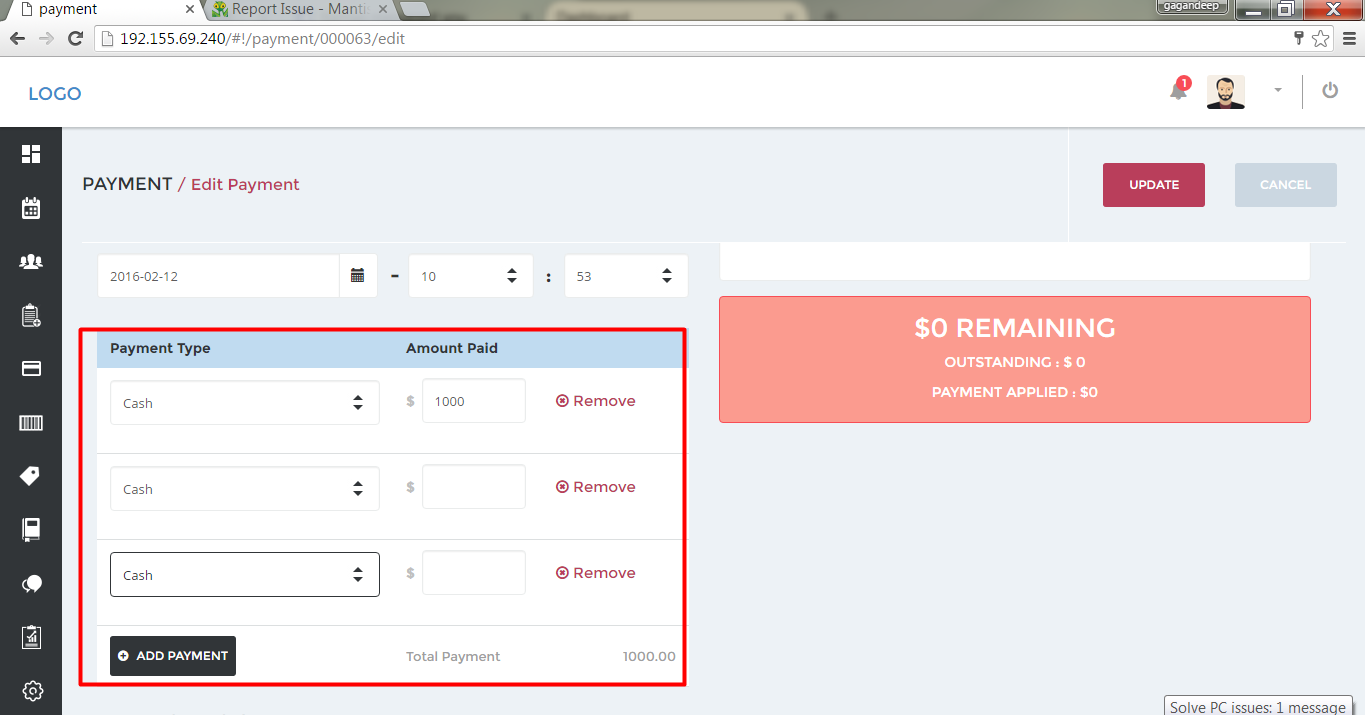 payment
Report Issue - Manti
gagandeep
192.155.69.240/#!/payment/000063/edit
LOGO
1
PAYMENT / Edit Payment
UPDATE
CANCEL
2016-02-12
-
10
:
53
$0 REMAINING
OUTSTANDING : $ 0
PAYMENT APPLIED : $0
Payment Type
Amount Paid
Cash
$
1000
Remove
Cash
$
Remove
Cash
$
Remove
ADD PAYMENT
Total Payment
1000.00
Solve PC issues: 1 message